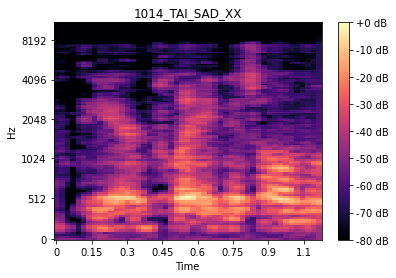 1014_TAI_SAD_XX
Hz
8192
4096
2048
1024
512
0
0 0.15 0.3 0.45 0.6 0.75 0.9 1.1
Time
+0 dB
-10 dB
-20 dB
-30 dB
-40 dB
-50 dB
-60 dB
-70 dB
-80 dB